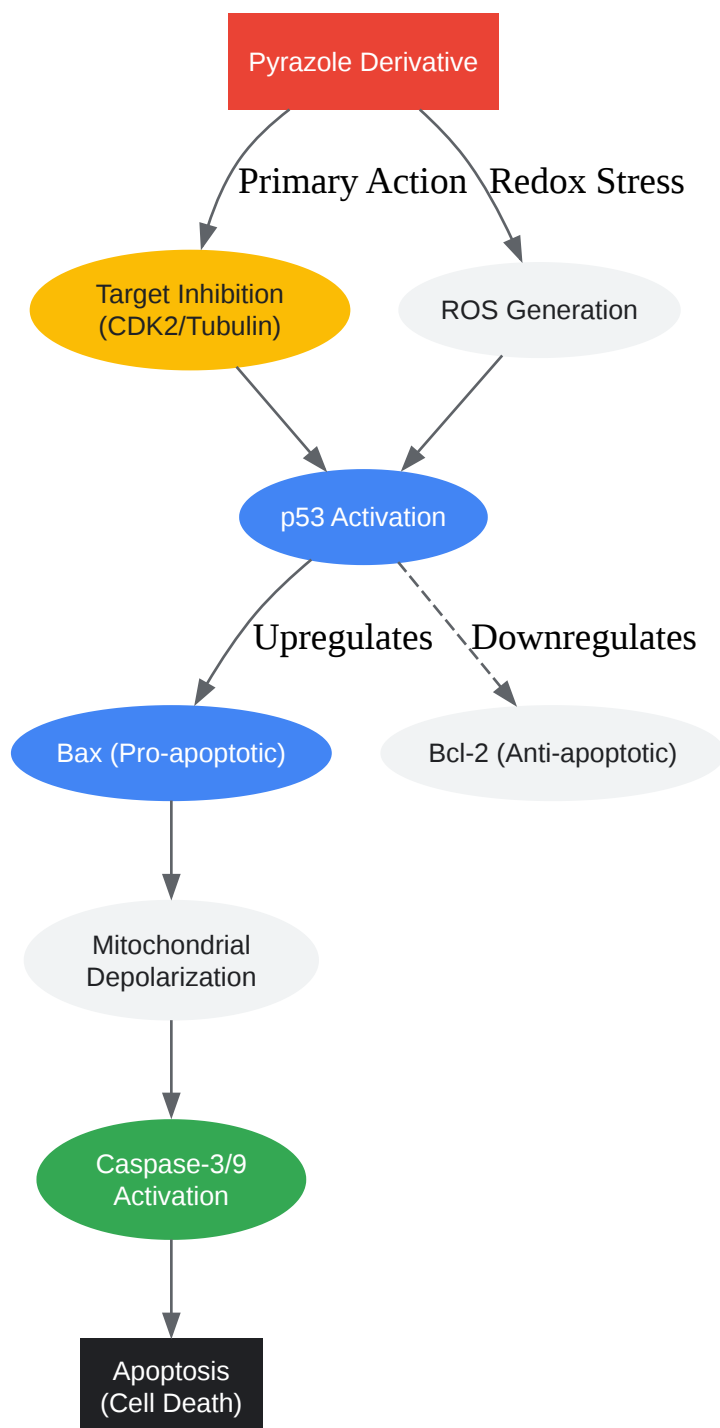 Pyrazole Derivative
Primary Action
Redox Stress
Target Inhibition
(CDK2/Tubulin)
ROS Generation
p53 Activation
Upregulates
Downregulates
Bax (Pro-apoptotic)
Bcl-2 (Anti-apoptotic)
Mitochondrial
Depolarization
Caspase-3/9
Activation
Apoptosis
(Cell Death)